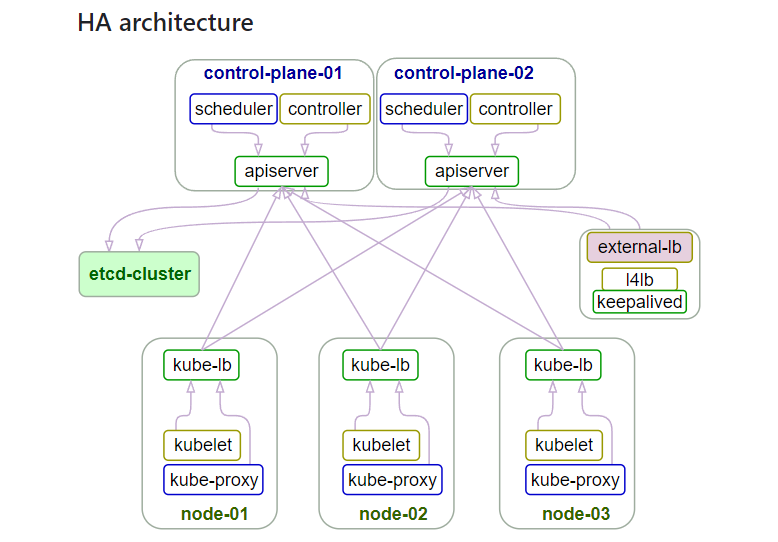 HA architecture
control-plane-01
control-plane-02
scheduler
controller
scheduler
controller
apiserver
apiserver
etcd-cluster
external-lb
l4lb
keepalived
kube-lb
kube-lb
kube-lb
kubelet
kubelet
kubelet
kube-proxy
kube-proxy
kube-proxy
node-01
node-02
node-03